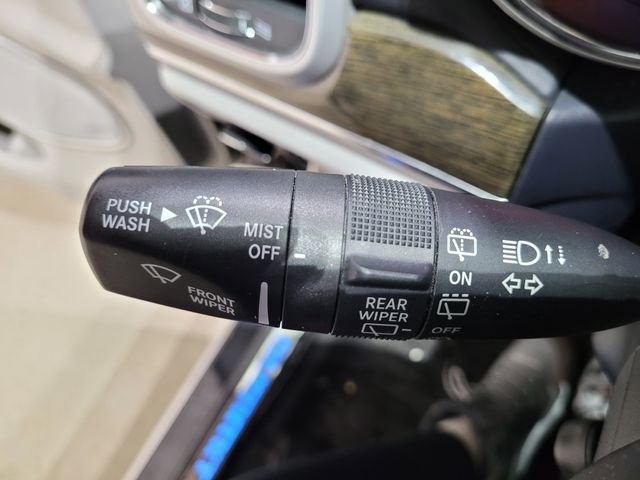 PUSH
WASH
MIST
OFF
FRONT
WIPER
REAR
WIPER
ON
OFF